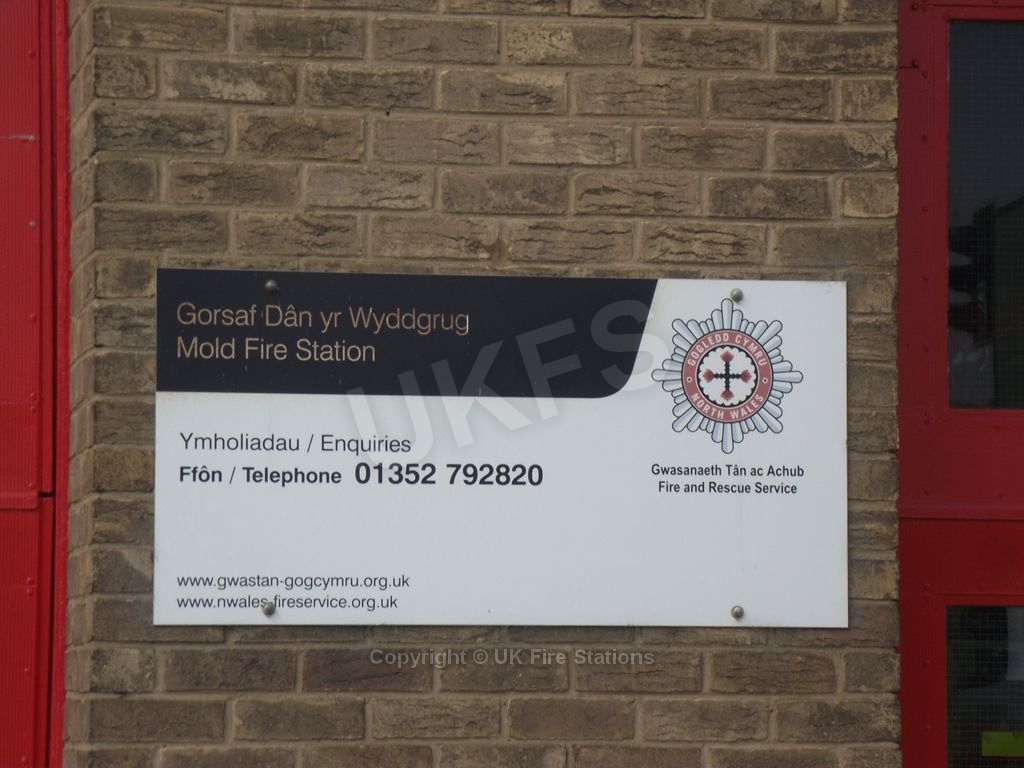 Gorsaf Dân yr Wyddgrug
Mold Fire Station
UKFS
GOGLEDD CYMRU
NORTH WALES
Gwasanaeth Tân ac Achub
Fire and Rescue Service
Ymholiadau / Enquiries
Ffôn / Telephone 01352 792820
www.gwastan-gogcymru.org.uk
www.nwales-fireservice.org.uk
Copyright © UK Fire Stations